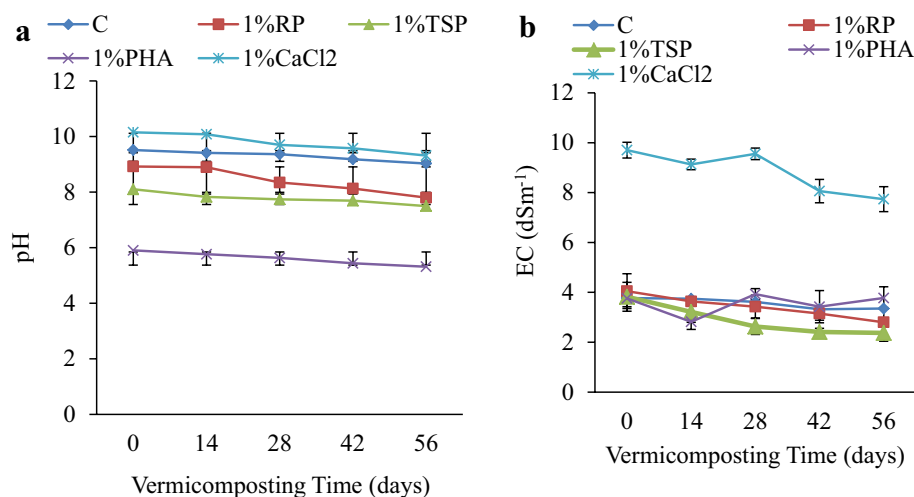 a
C 1%RP 1%TSP
1%PHA 1%CaCl2
12
10
8
6
4
2
0
pH
0 14 28 42 56
Vermicomposting Time (days)
b
C 1%RP
1%TSP 1%PHA
1%CaCl2
12
10
8
6
4
2
0
EC (dSm⁻¹)
0 14 28 42 56
Vermicomposting Time (days)